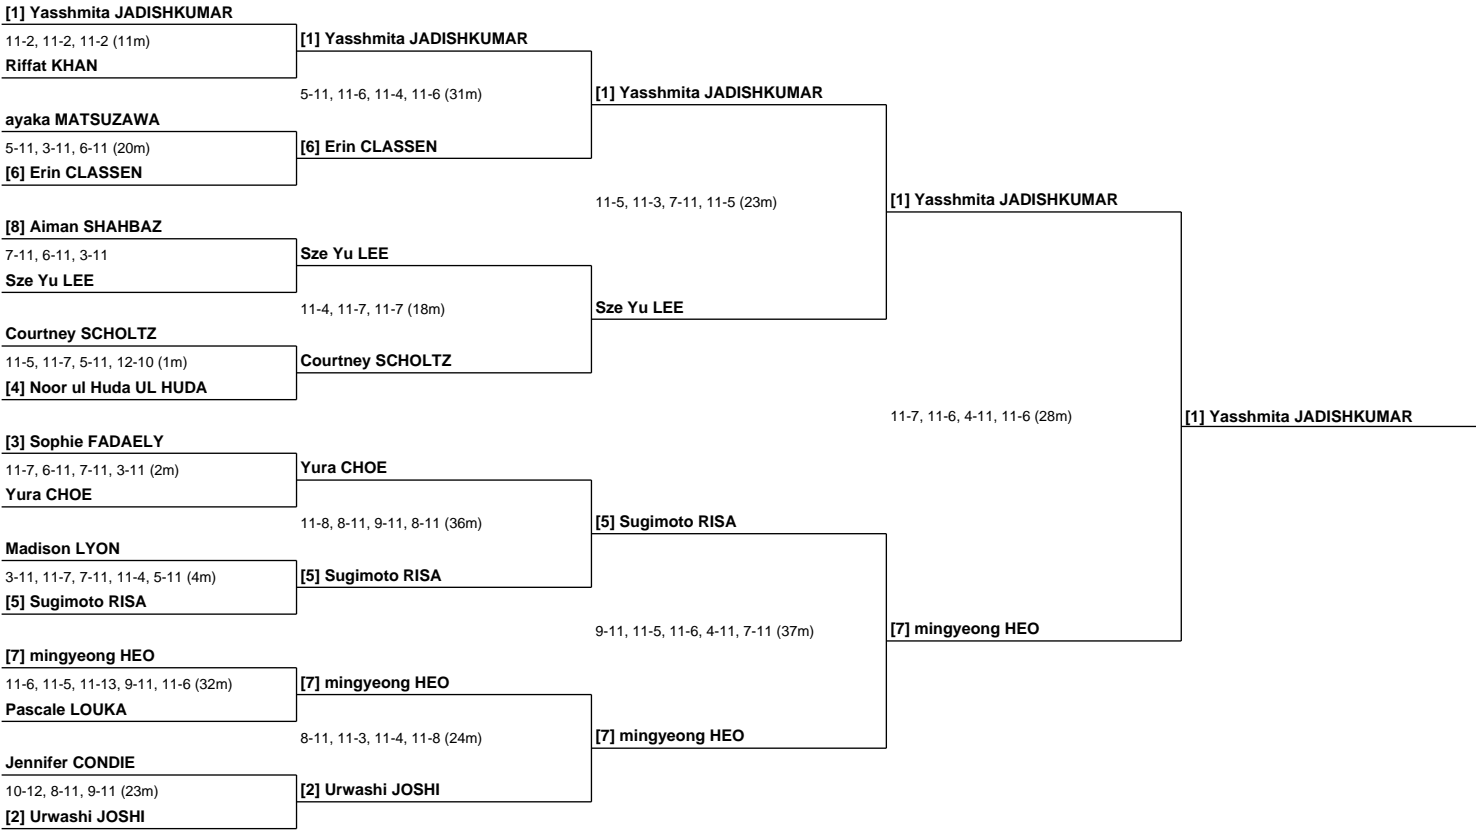 [1] Yasshmita JADISHKUMAR
11-2, 11-2, 11-2 (11m)
Riffat KHAN
ayaka MATSUZAWA
5-11, 3-11, 6-11 (20m)
[6] Erin CLASSEN
[8] Aiman SHAHBAZ
7-11, 6-11, 3-11
Sze Yu LEE
Courtney SCHOLTZ
11-5, 11-7, 5-11, 12-10 (1m)
[4] Noor ul Huda UL HUDA
[3] Sophie FADAELY
11-7, 6-11, 7-11, 3-11 (2m)
Yura CHOE
Madison LYON
3-11, 11-7, 7-11, 11-4, 5-11 (4m)
[5] Sugimoto RISA
[7] mingyeong HEO
11-6, 11-5, 11-13, 9-11, 11-6 (32m)
Pascale LOUKA
Jennifer CONDIE
10-12, 8-11, 9-11 (23m)
[2] Urwashi JOSHI
[1] Yasshmita JADISHKUMAR
5-11, 11-6, 11-4, 11-6 (31m)
[6] Erin CLASSEN
Sze Yu LEE
11-4, 11-7, 11-7 (18m)
Courtney SCHOLTZ
Yura CHOE
11-8, 8-11, 9-11, 8-11 (36m)
[5] Sugimoto RISA
[7] mingyeong HEO
8-11, 11-3, 11-4, 11-8 (24m)
[2] Urwashi JOSHI
[1] Yasshmita JADISHKUMAR
11-5, 11-3, 7-11, 11-5 (23m)
Sze Yu LEE
[5] Sugimoto RISA
9-11, 11-5, 11-6, 4-11, 7-11 (37m)
[7] mingyeong HEO
[1] Yasshmita JADISHKUMAR
11-7, 11-6, 4-11, 11-6 (28m)
[7] mingyeong HEO
[1] Yasshmita JADISHKUMAR